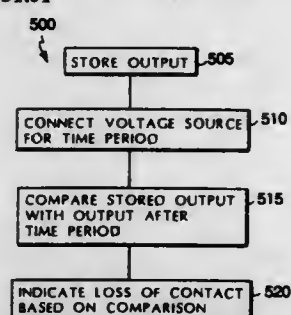 500
STORE OUTPUT
505
CONNECT VOLTAGE SOURCE
FOR TIME PERIOD
510
COMPARE STORED OUTPUT
WITH OUTPUT AFTER
TIME PERIOD
515
INDICATE LOSS OF CONTACT
BASED ON COMPARISON
520